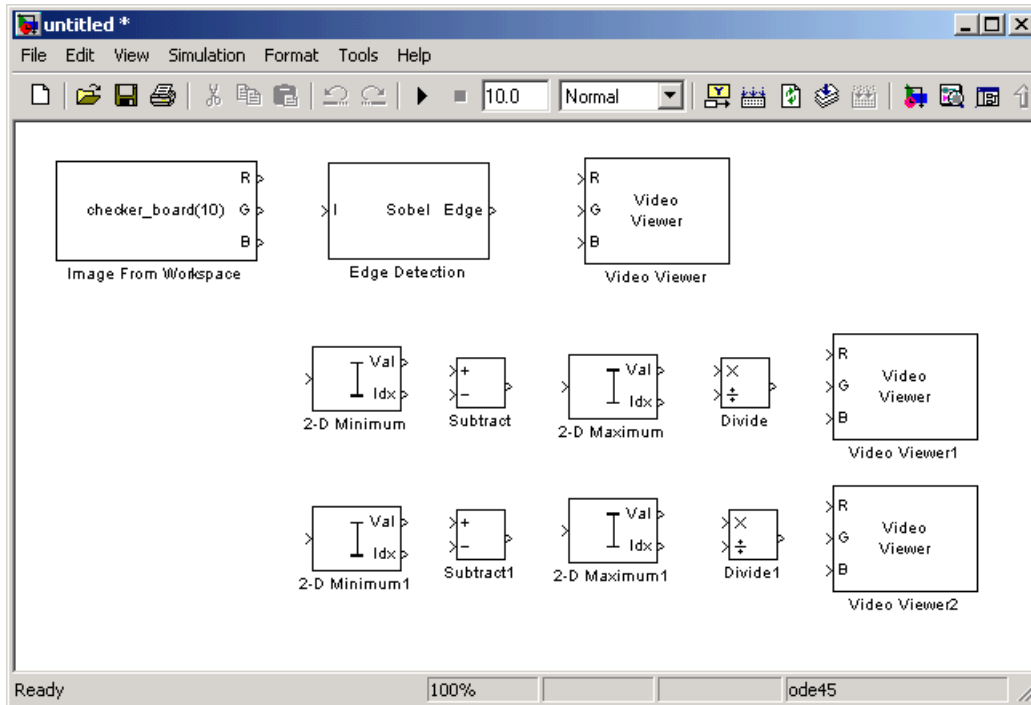 untitled *
File Edit View Simulation Format Tools Help
10.0 Normal
R
checker_board(10) G
B
Image From Workspace
I Sobel Edge
Edge Detection
R
G
B
Video
Viewer
Video Viewer
Val
Idx
2-D Minimum
+
−
Subtract
Val
Idx
2-D Maximum
×
÷
Divide
R
G
B
Video
Viewer
Video Viewer1
Val
Idx
2-D Minimum1
+
−
Subtract1
Val
Idx
2-D Maximum1
×
÷
Divide1
R
G
B
Video
Viewer
Video Viewer2
Ready 100% ode45